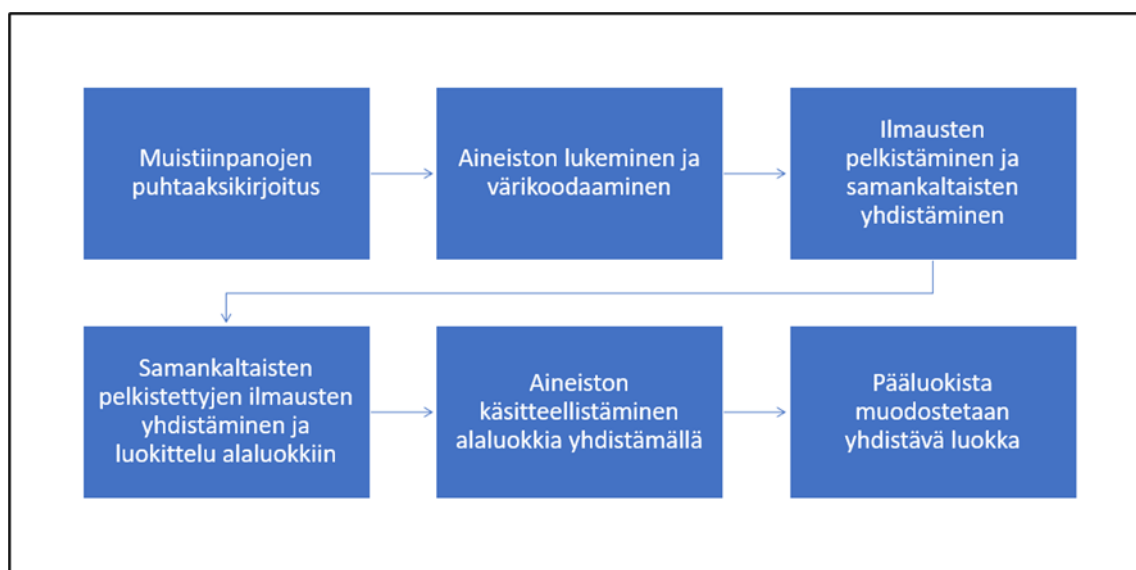 Muistiinpanojen
puhtaaksikirjoitus
Aineiston lukeminen ja
värikoodaaminen
Ilmausten
pelkistäminen ja
samankaltaisten
yhdistäminen
Samankaltaisten
pelkistettyjen ilmausten
yhdistäminen ja
luokittelu alaluokkiin
Aineiston
käsitteellistäminen
alaluokkia yhdistämällä
Pääluokista
muodostetaan
yhdistävä luokka